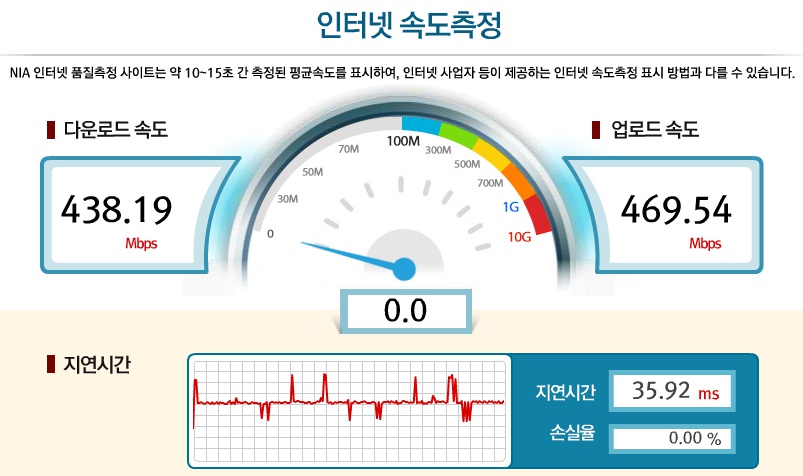 인터넷 속도측정
NIA 인터넷 품질측정 사이트는 약 10~15초 간 측정된 평균속도를 표시하여, 인터넷 사업자 등이 제공하는 인터넷 속도측정 표시 방법과 다를 수 있습니다.
다운로드 속도
438.19
Mbps
0
30M
50M
70M
100M
300M
500M
700M
1G
10G
0.0
업로드 속도
469.54
Mbps
지연시간
지연시간 35.92 ms
손실율 0.00 %